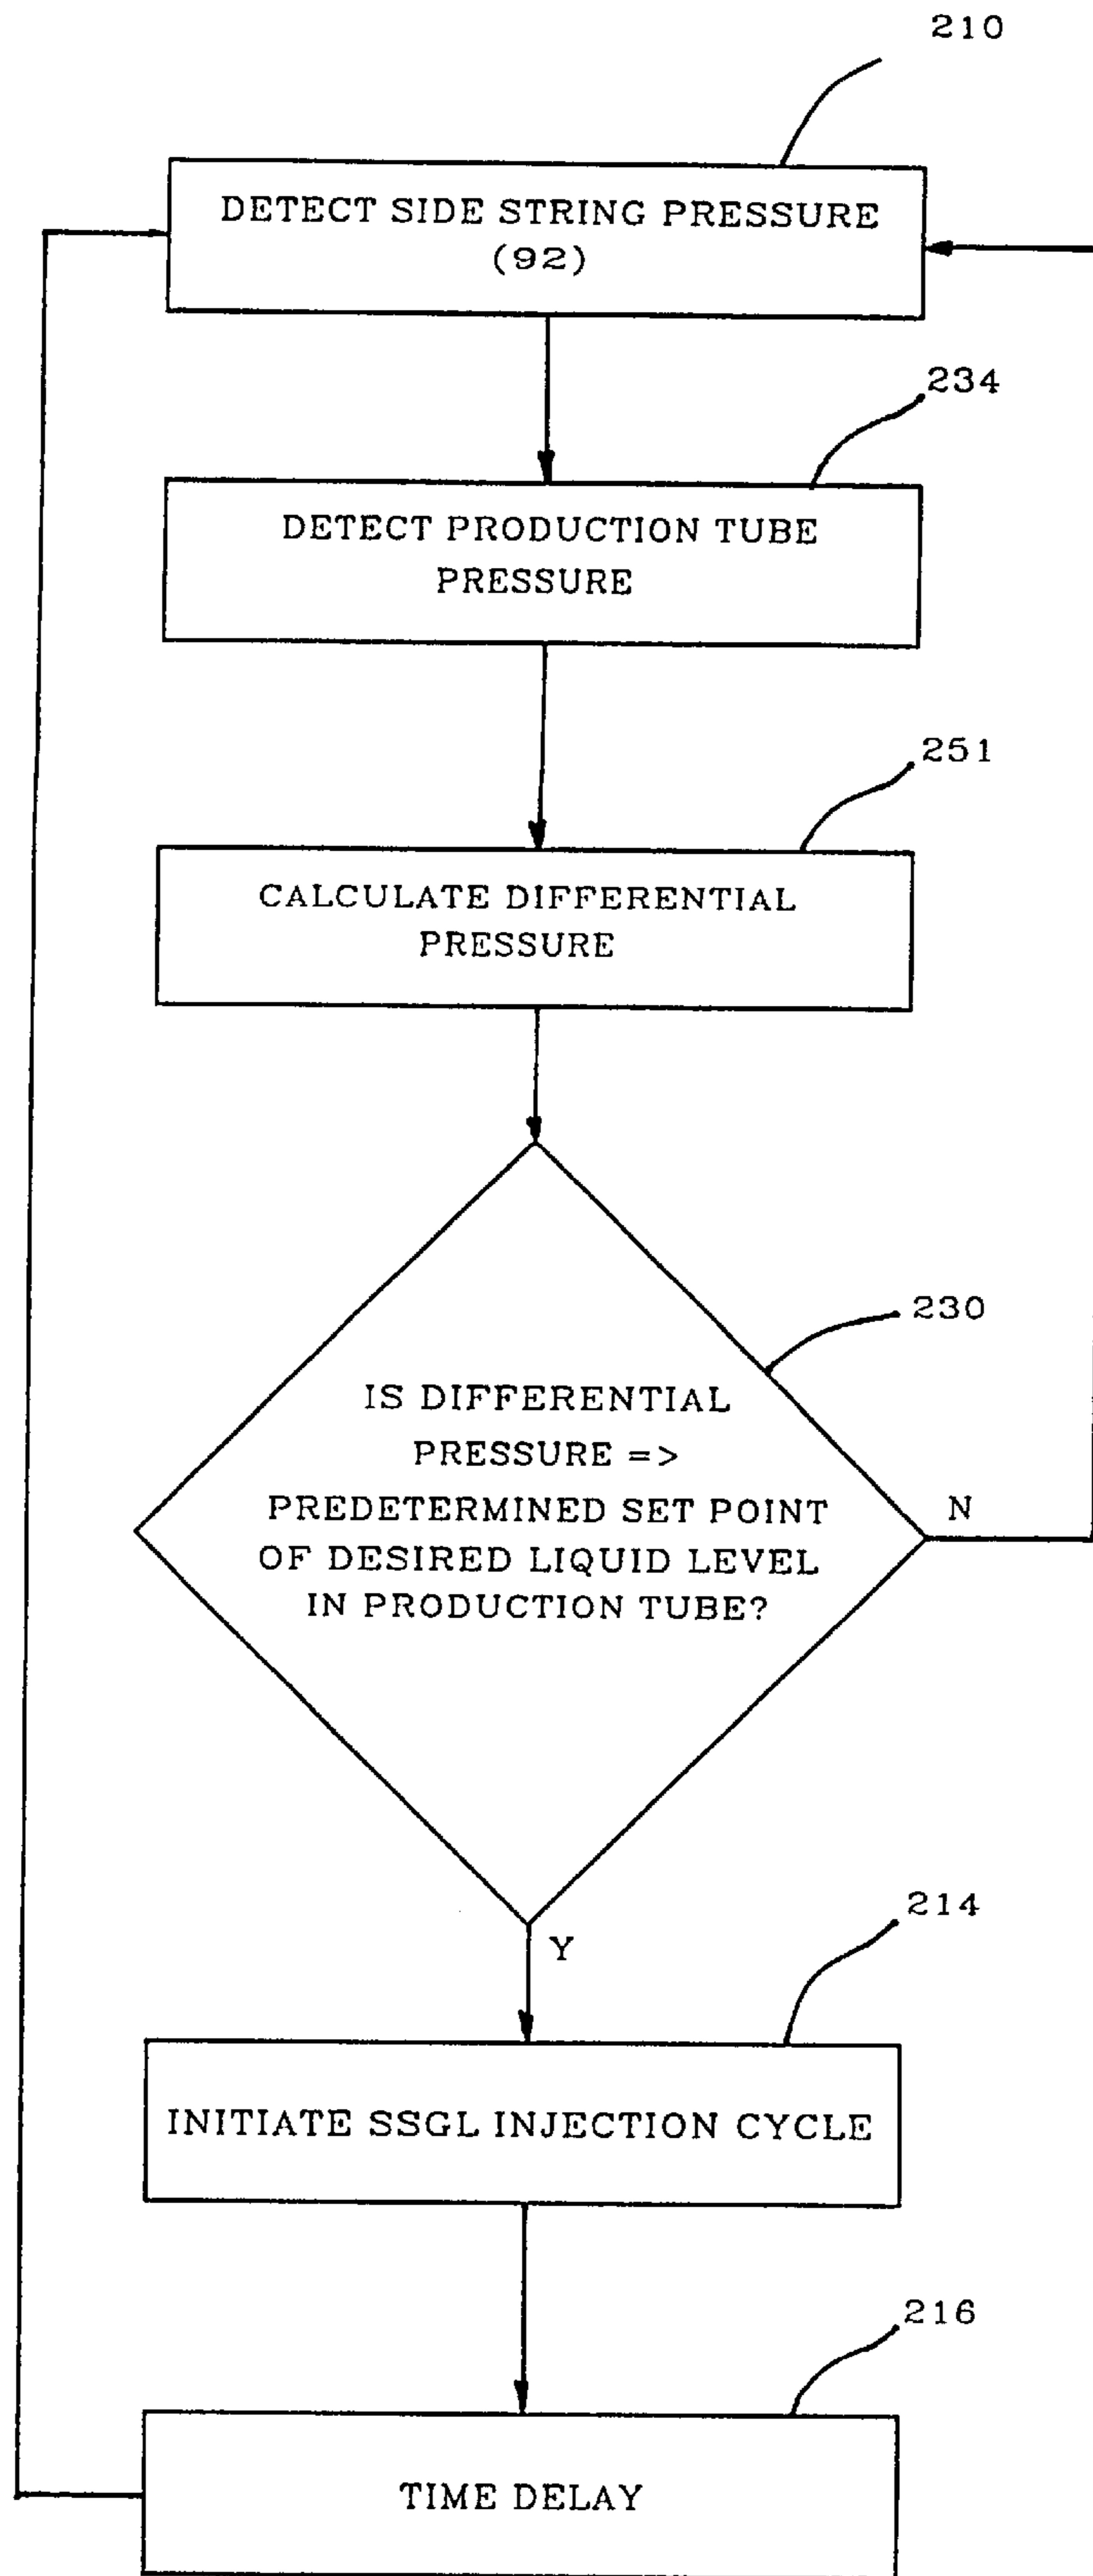 210
DETECT SIDE STRING PRESSURE
(92)
234
DETECT PRODUCTION TUBE
PRESSURE
251
CALCULATE DIFFERENTIAL
PRESSURE
230
IS DIFFERENTIAL
PRESSURE =>
PREDETERMINED SET POINT
OF DESIRED LIQUID LEVEL
IN PRODUCTION TUBE?
N
Y
214
INITIATE SSGL INJECTION CYCLE
216
TIME DELAY